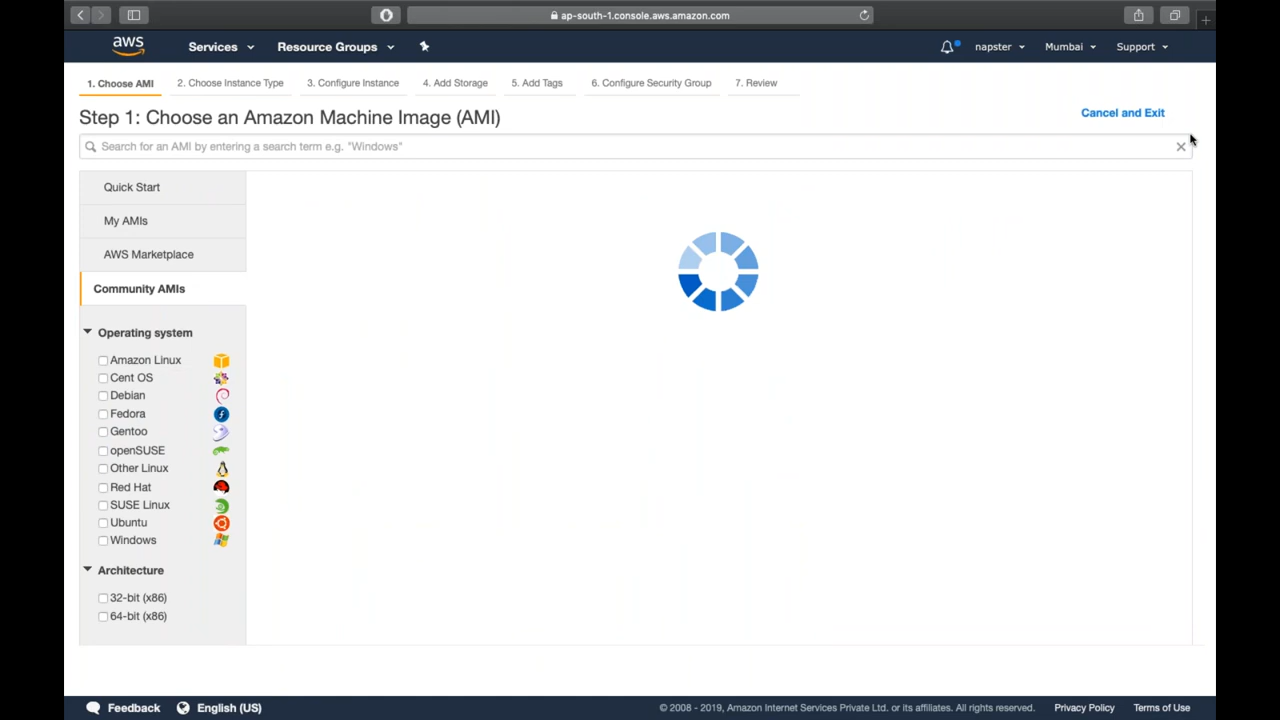 ap-south-1.console.aws.amazon.com
aws Services Resource Groups napster Mumbai Support
1. Choose AMI 2. Choose Instance Type 3. Configure Instance 4. Add Storage 5. Add Tags 6. Configure Security Group 7. Review
Step 1: Choose an Amazon Machine Image (AMI)
Cancel and Exit
Search for an AMI by entering a search term e.g. "Windows"
Quick Start
My AMIs
AWS Marketplace
Community AMIs
Operating system
Amazon Linux
Cent OS
Debian
Fedora
Gentoo
openSUSE
Other Linux
Red Hat
SUSE Linux
Ubuntu
Windows
Architecture
32-bit (x86)
64-bit (x86)
Feedback English (US) © 2008 - 2019, Amazon Internet Services Private Ltd. or its affiliates. All rights reserved. Privacy Policy Terms of Use